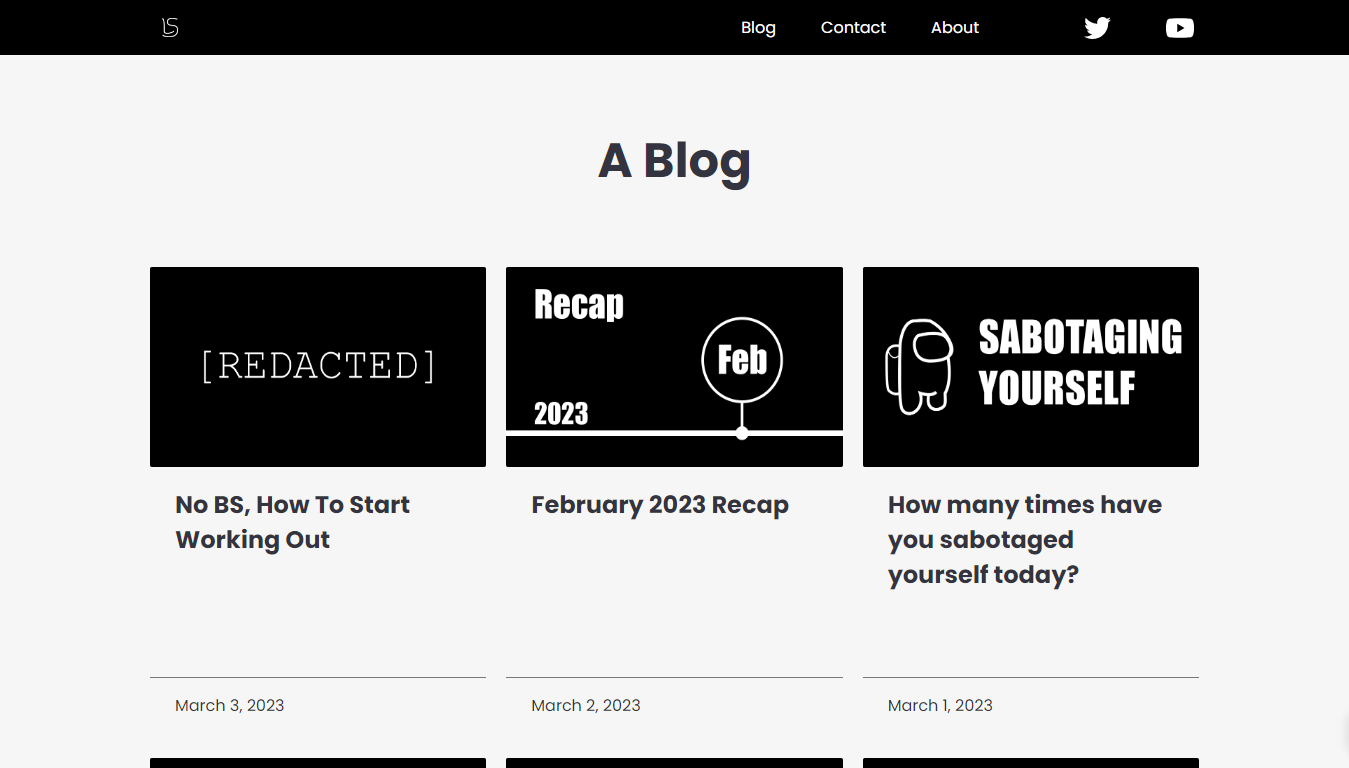 LS
Blog Contact About
A Blog
[REDACTED]
Recap
Feb
2023
SABOTAGING
YOURSELF
No BS, How To Start
Working Out
February 2023 Recap
How many times have
you sabotaged
yourself today?
March 3, 2023
March 2, 2023
March 1, 2023